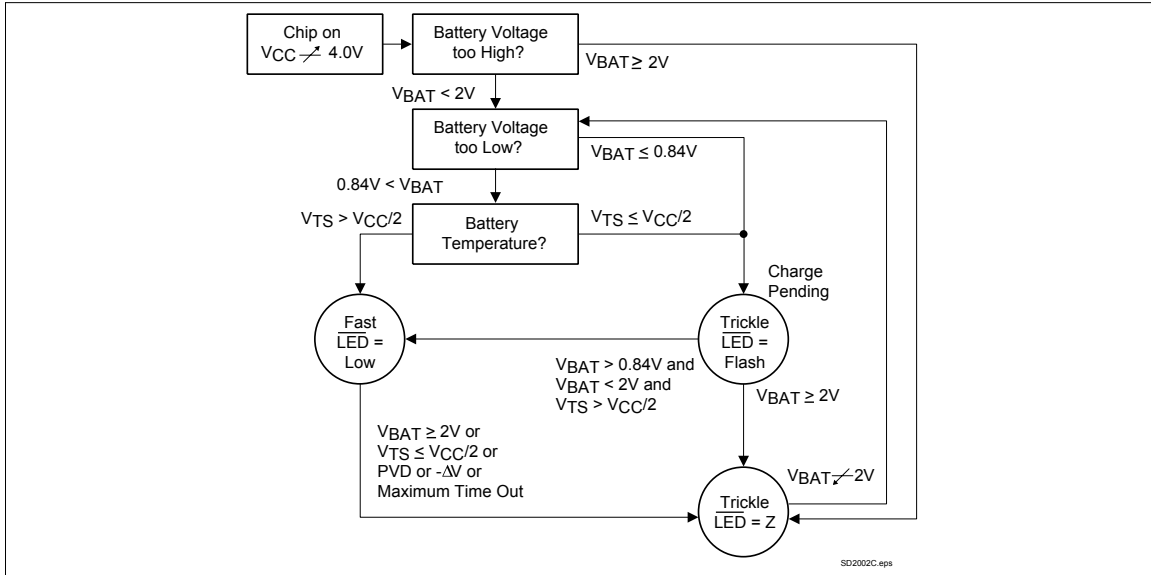 Chip on
VCC ↗ 4.0V
Battery Voltage
too High?
VBAT ≥ 2V
VBAT < 2V
Battery Voltage
too Low?
VBAT ≤ 0.84V
0.84V < VBAT
VTS > VCC/2
Battery
Temperature?
VTS ≤ VCC/2
Charge
Pending
Fast
LED =
Low
Trickle
LED =
Flash
VBAT > 0.84V and
VBAT < 2V and
VTS > VCC/2
VBAT ≥ 2V
VBAT ≥ 2V or
VTS ≤ VCC/2 or
PVD or -ΔV or
Maximum Time Out
VBAT ↙ 2V
Trickle
LED = Z
SD2002C.eps